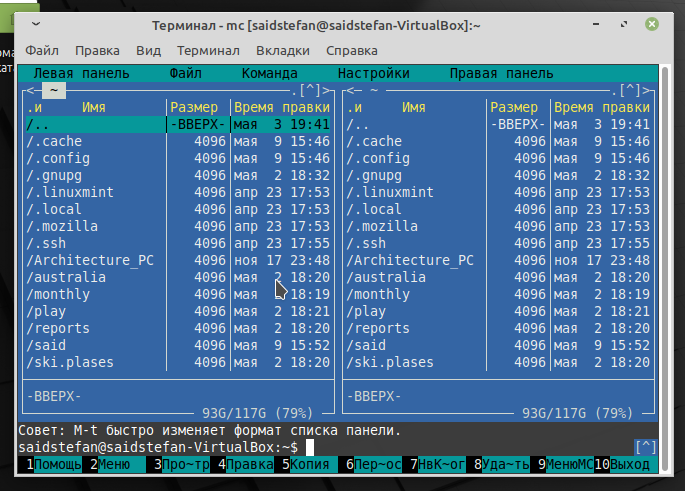 Терминал - mc [saidstefan@saidstefan-VirtualBox]:~
Файл Правка Вид Терминал Вкладки Справка
Левая панель Файл Команда Настройки Правая панель
<─ ~ ─.[^]> <─ ~ ─.[^]>
.и Имя Размер Время правки .и Имя Размер Время правки
/.. -ВВЕРХ- мая 3 19:41 /.. -ВВЕРХ- мая 3 19:41
/.cache 4096 мая 9 15:46 /.cache 4096 мая 9 15:46
/.config 4096 мая 9 15:46 /.config 4096 мая 9 15:46
/.gnupg 4096 мая 2 18:32 /.gnupg 4096 мая 2 18:32
/.linuxmint 4096 апр 23 17:53 /.linuxmint 4096 апр 23 17:53
/.local 4096 апр 23 17:53 /.local 4096 апр 23 17:53
/.mozilla 4096 апр 23 17:53 /.mozilla 4096 апр 23 17:53
/.ssh 4096 апр 23 17:55 /.ssh 4096 апр 23 17:55
/Architecture_PC 4096 ноя 17 23:48 /Architecture_PC 4096 ноя 17 23:48
/australia 4096 мая 2 18:20 /australia 4096 мая 2 18:20
/monthly 4096 мая 18:19 /monthly 4096 мая 2 18:19
/play 4096 мая 2 18:21 /play 4096 мая 2 18:21
/reports 4096 мая 2 18:20 /reports 4096 мая 2 18:20
/said 4096 мая 9 15:52 /said 4096 мая 9 15:52
/ski.plases 4096 мая 2 18:20 /ski.plases 4096 мая 2 18:20
-ВВЕРХ- -ВВЕРХ-
93G/117G (79%) 93G/117G (79%)
Совет: M-t быстро изменяет формат списка панели.
saidstefan@saidstefan-VirtualBox:~$ [^]
1Помощь 2Меню 3Про~тр 4Правка 5Копия 6Пер~ос 7НвК~ог 8Уда~ть 9МенюMC 10Выход